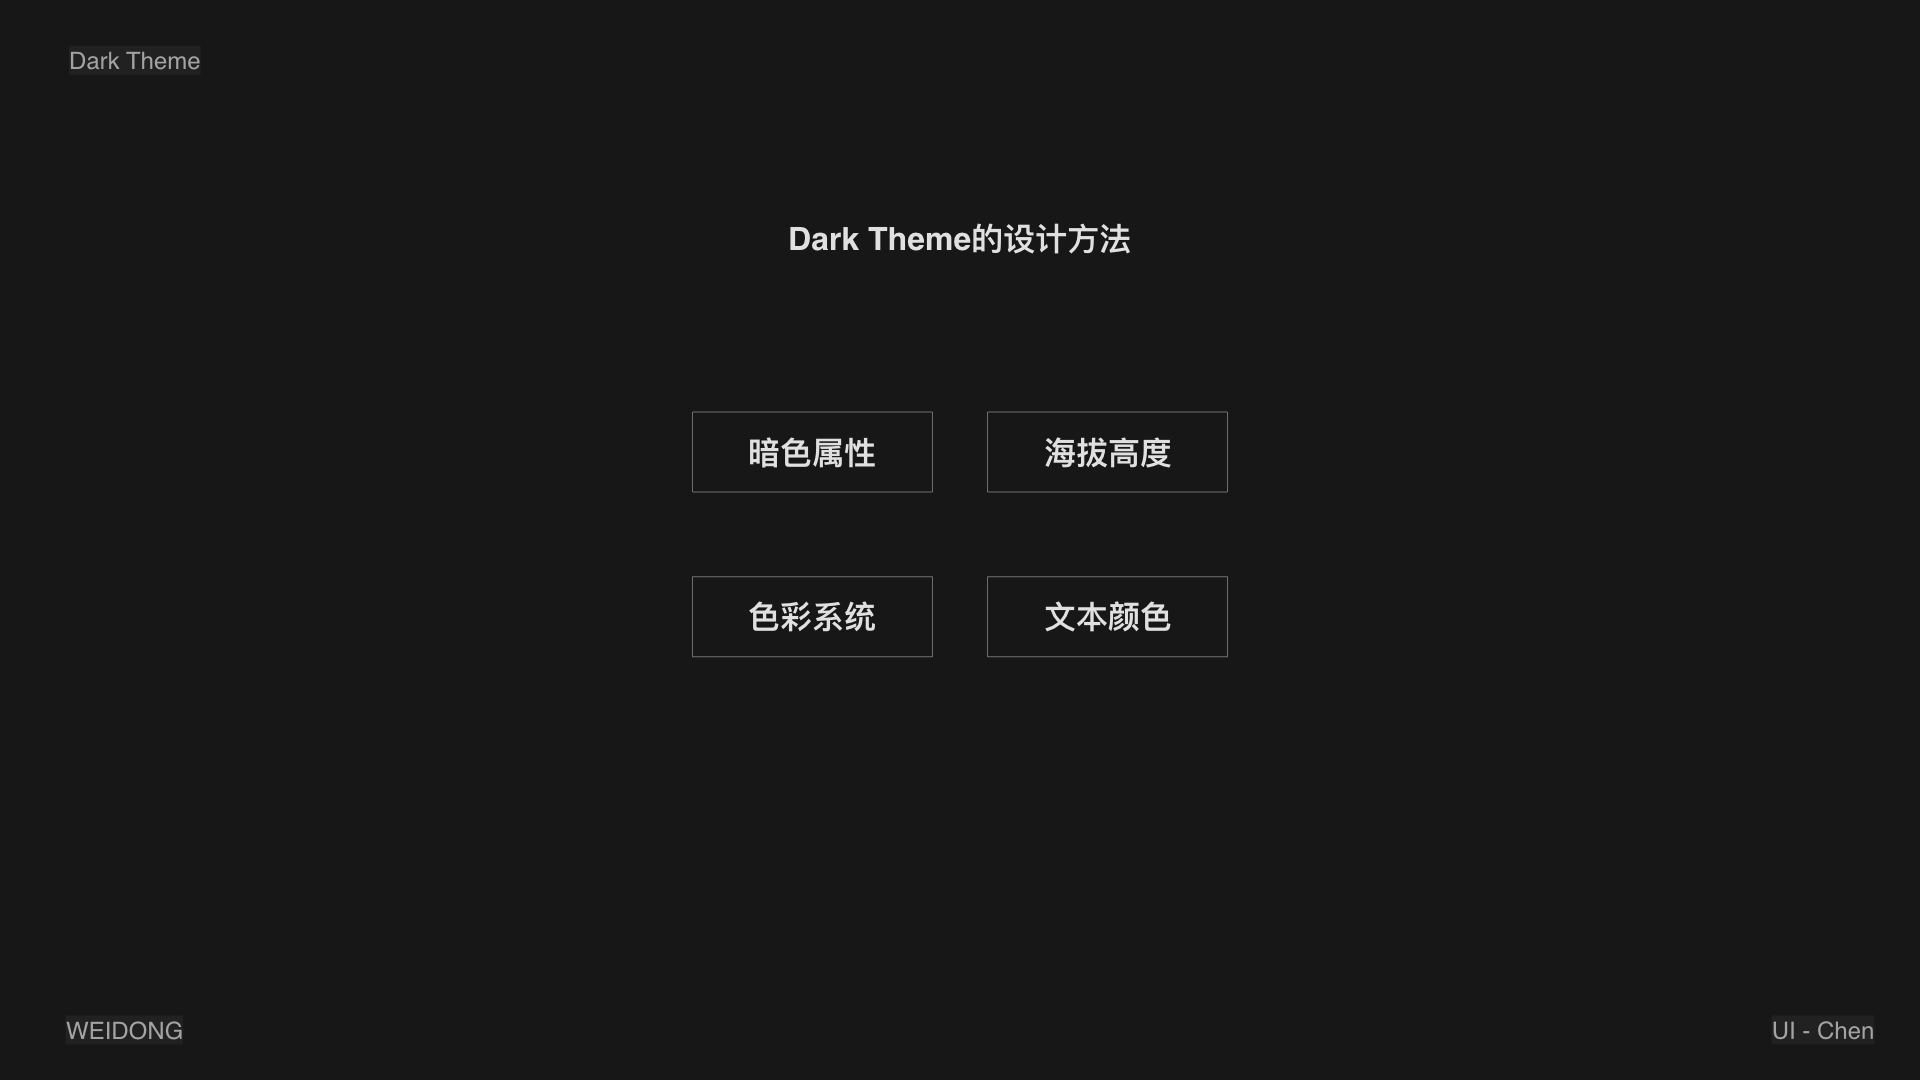 Dark Theme
Dark Theme的设计方法
暗色属性
海拔高度
色彩系统
文本颜色
WEIDONG
UI - Chen